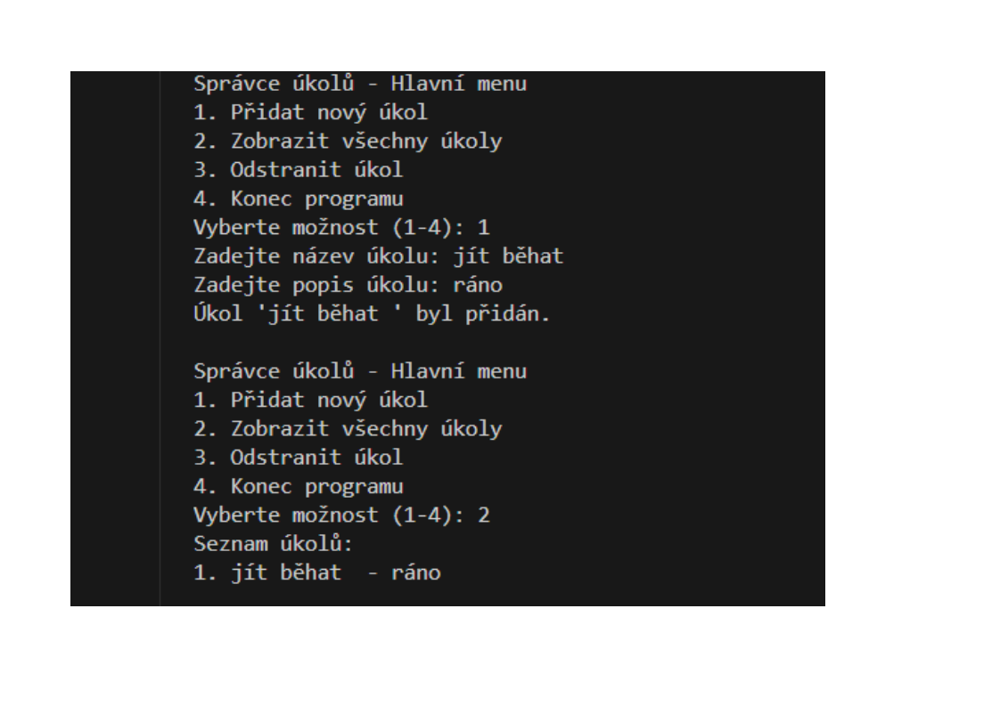 Správce úkolů - Hlavní menu
1. Přidat nový úkol
2. Zobrazit všechny úkoly
3. Odstranit úkol
4. Konec programu
Vyberte možnost (1-4): 1
Zadejte název úkolu: jít běhat
Zadejte popis úkolu: ráno
Úkol 'jít běhat ' byl přidán.

Správce úkolů - Hlavní menu
1. Přidat nový úkol
2. Zobrazit všechny úkoly
3. Odstranit úkol
4. Konec programu
Vyberte možnost (1-4): 2
Seznam úkolů:
1. jít běhat  - ráno